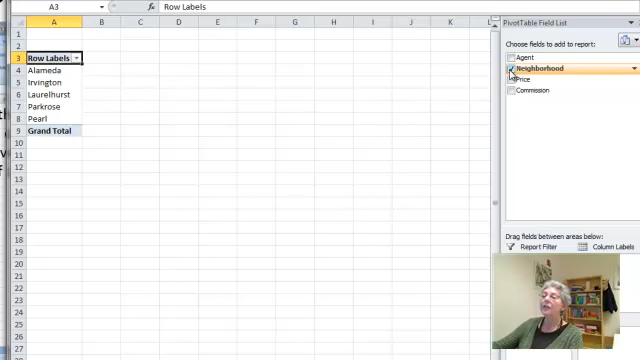 A3
fx
Row Labels
PivotTable Field List
A B C D E F G H I J K L
Choose fields to add to report:
Agent
Neighborhood
Price
Commission
1
2
3 Row Labels
4 Alameda
5 Irvington
6 Laurelhurst
7 Parkrose
8 Pearl
9 Grand Total
10
11
12
13
14
15
16
17
18
19
20
21
22
23
24
25
26
27
28
Drag fields between areas below:
Report Filter
Column Labels